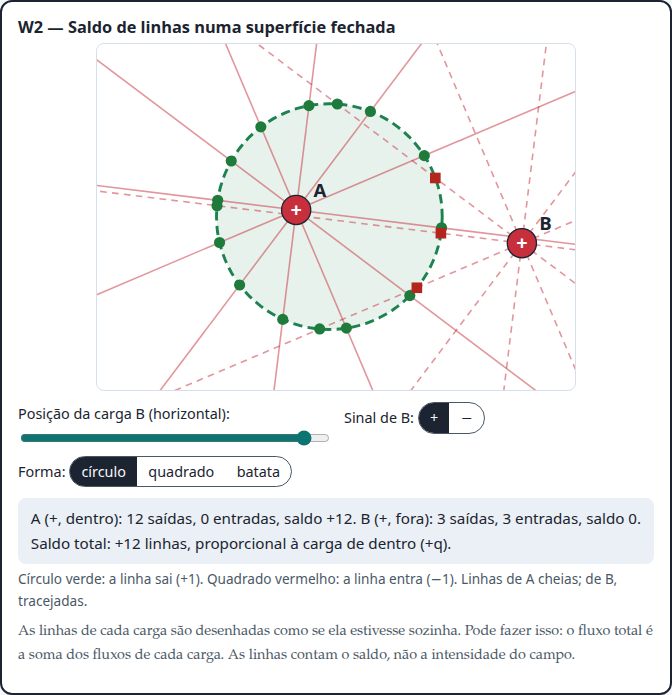 W2 — Saldo de linhas numa superfície fechada
A
+
B
+
Posição da carga B (horizontal):
Sinal de B: + −
Forma: círculo quadrado batata
A (+, dentro): 12 saídas, 0 entradas, saldo +12. B (+, fora): 3 saídas, 3 entradas, saldo 0.
Saldo total: +12 linhas, proporcional à carga de dentro (+q).
Círculo verde: a linha sai (+1). Quadrado vermelho: a linha entra (−1). Linhas de A cheias; de B,
tracejadas.
As linhas de cada carga são desenhadas como se ela estivesse sozinha. Pode fazer isso: o fluxo total é
a soma dos fluxos de cada carga. As linhas contam o saldo, não a intensidade do campo.